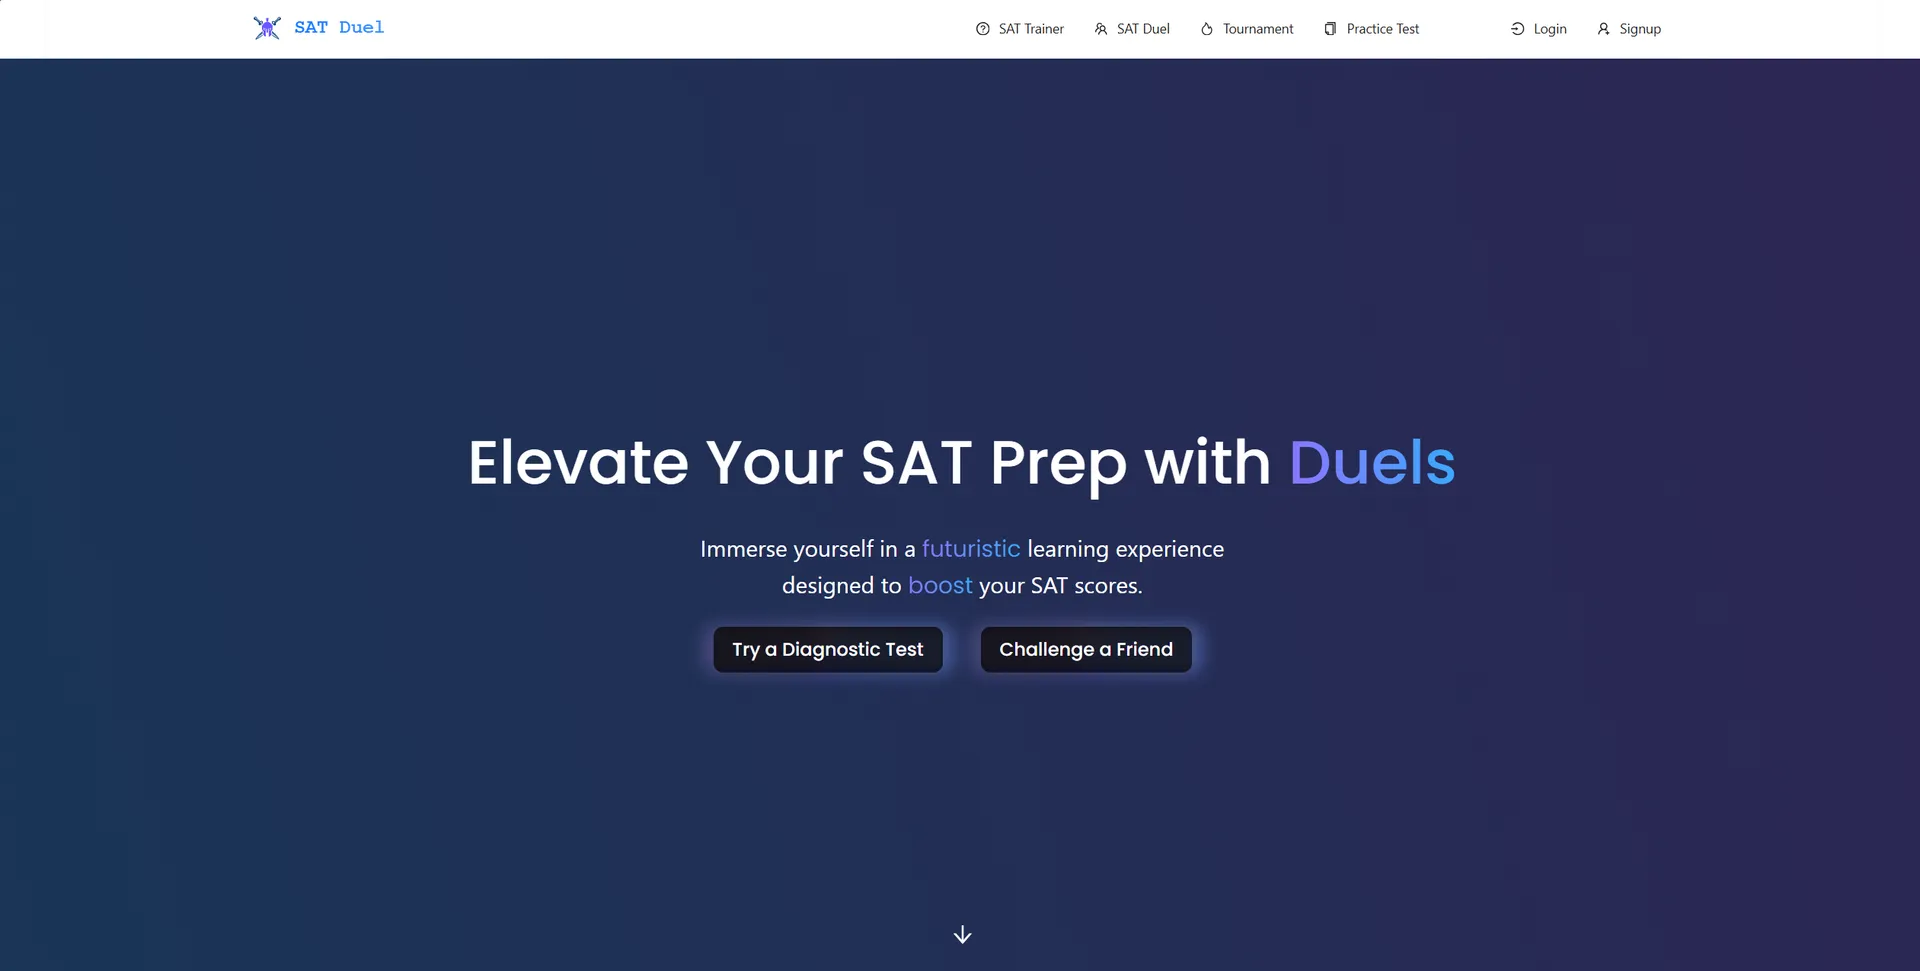 SAT Duel
SAT Trainer
SAT Duel
Tournament
Practice Test
Login
Signup
Elevate Your SAT Prep with Duels
Immerse yourself in a futuristic learning experience
designed to boost your SAT scores.
Try a Diagnostic Test
Challenge a Friend